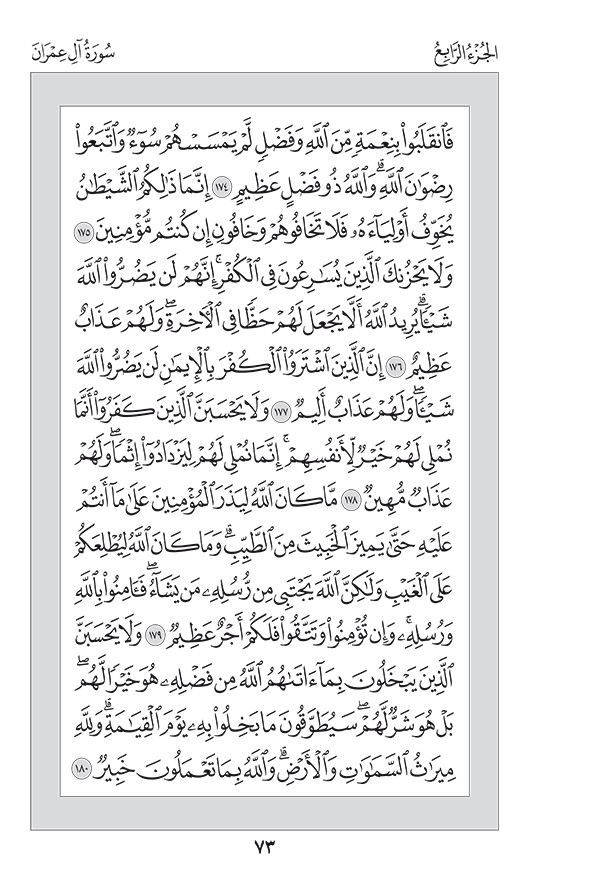 الجُزْءُ الرَّابِعُ
سُورَةُ آلِ عِمْرَانَ
فَٱنقَلَبُواْ بِنِعْمَةٖ مِّنَ ٱللَّهِ وَفَضْلٖ لَّمْ يَمْسَسْهُمْ سُوٓءٞ وَٱتَّبَعُواْ
رِضْوَٰنَ ٱللَّهِۗ وَٱللَّهُ ذُو فَضْلٍ عَظِيمٍ ١٧٤ إِنَّمَا ذَٰلِكُمُ ٱلشَّيْطَٰنُ
يُخَوِّفُ أَوْلِيَآءَهُۥ فَلَا تَخَافُوهُمْ وَخَافُونِ إِن كُنتُم مُّؤْمِنِينَ ١٧٥
وَلَا يَحْزُنكَ ٱلَّذِينَ يُسَٰرِعُونَ فِي ٱلْكُفْرِۚ إِنَّهُمْ لَن يَضُرُّواْ ٱللَّهَ
شَيْـٔٗاۗ يُرِيدُ ٱللَّهُ أَلَّا يَجْعَلَ لَهُمْ حَظّٗا فِي ٱلْأٓخِرَةِۖ وَلَهُمْ عَذَابٌ
عَظِيمٌ ١٧٦ إِنَّ ٱلَّذِينَ ٱشْتَرَوُاْ ٱلْكُفْرَ بِٱلْإِيمَٰنِ لَن يَضُرُّواْ ٱللَّهَ
شَيْـٔٗاۖ وَلَهُمْ عَذَابٌ أَلِيمٞ ١٧٧ وَلَا يَحْسَبَنَّ ٱلَّذِينَ كَفَرُوٓاْ أَنَّمَا
نُمْلِي لَهُمْ خَيْرٞ لِّأَنفُسِهِمْۚ إِنَّمَا نُمْلِي لَهُمْ لِيَزْدَادُوٓاْ إِثْمٗاۖ وَلَهُمْ
عَذَابٞ مُّهِينٞ ١٧٨ مَّا كَانَ ٱللَّهُ لِيَذَرَ ٱلْمُؤْمِنِينَ عَلَىٰ مَآ أَنتُمْ
عَلَيْهِ حَتَّىٰ يَمِيزَ ٱلْخَبِيثَ مِنَ ٱلطَّيِّبِۗ وَمَا كَانَ ٱللَّهُ لِيُطْلِعَكُمْ
عَلَى ٱلْغَيْبِ وَلَٰكِنَّ ٱللَّهَ يَجْتَبِي مِن رُّسُلِهِۦ مَن يَشَآءُۖ فَـَٔامِنُواْ بِٱللَّهِ
وَرُسُلِهِۦۚ وَإِن تُؤْمِنُواْ وَتَتَّقُواْ فَلَكُمْ أَجْرٌ عَظِيمٞ ١٧٩ وَلَا يَحْسَبَنَّ
ٱلَّذِينَ يَبْخَلُونَ بِمَآ ءَاتَىٰهُمُ ٱللَّهُ مِن فَضْلِهِۦ هُوَ خَيْرٗا لَّهُمۖ
بَلْ هُوَ شَرّٞ لَّهُمْۖ سَيُطَوَّقُونَ مَا بَخِلُواْ بِهِۦ يَوْمَ ٱلْقِيَٰمَةِۗ وَلِلَّهِ
مِيرَٰثُ ٱلسَّمَٰوَٰتِ وَٱلْأَرْضِۗ وَٱللَّهُ بِمَا تَعْمَلُونَ خَبِيرٞ ١٨٠
٧٣